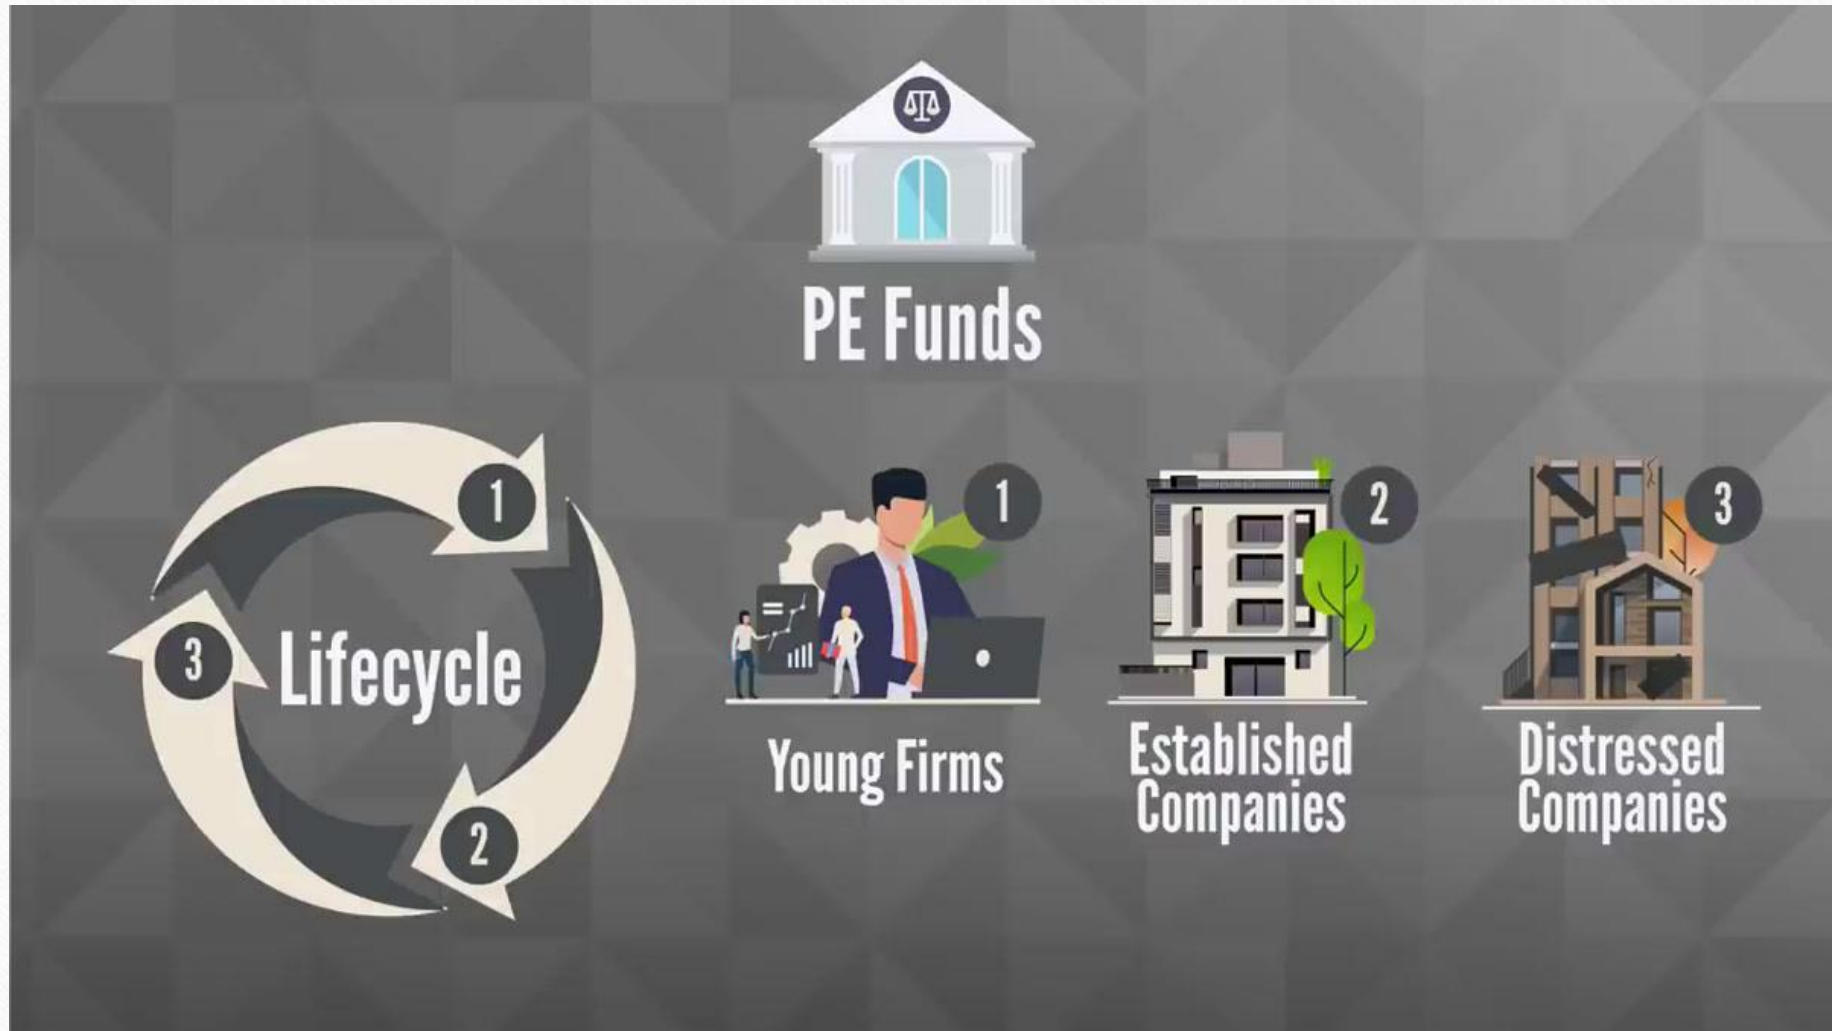 PE Funds
1
3
Lifecycle
2
1
Young Firms
2
Established
Companies
3
Distressed
Companies